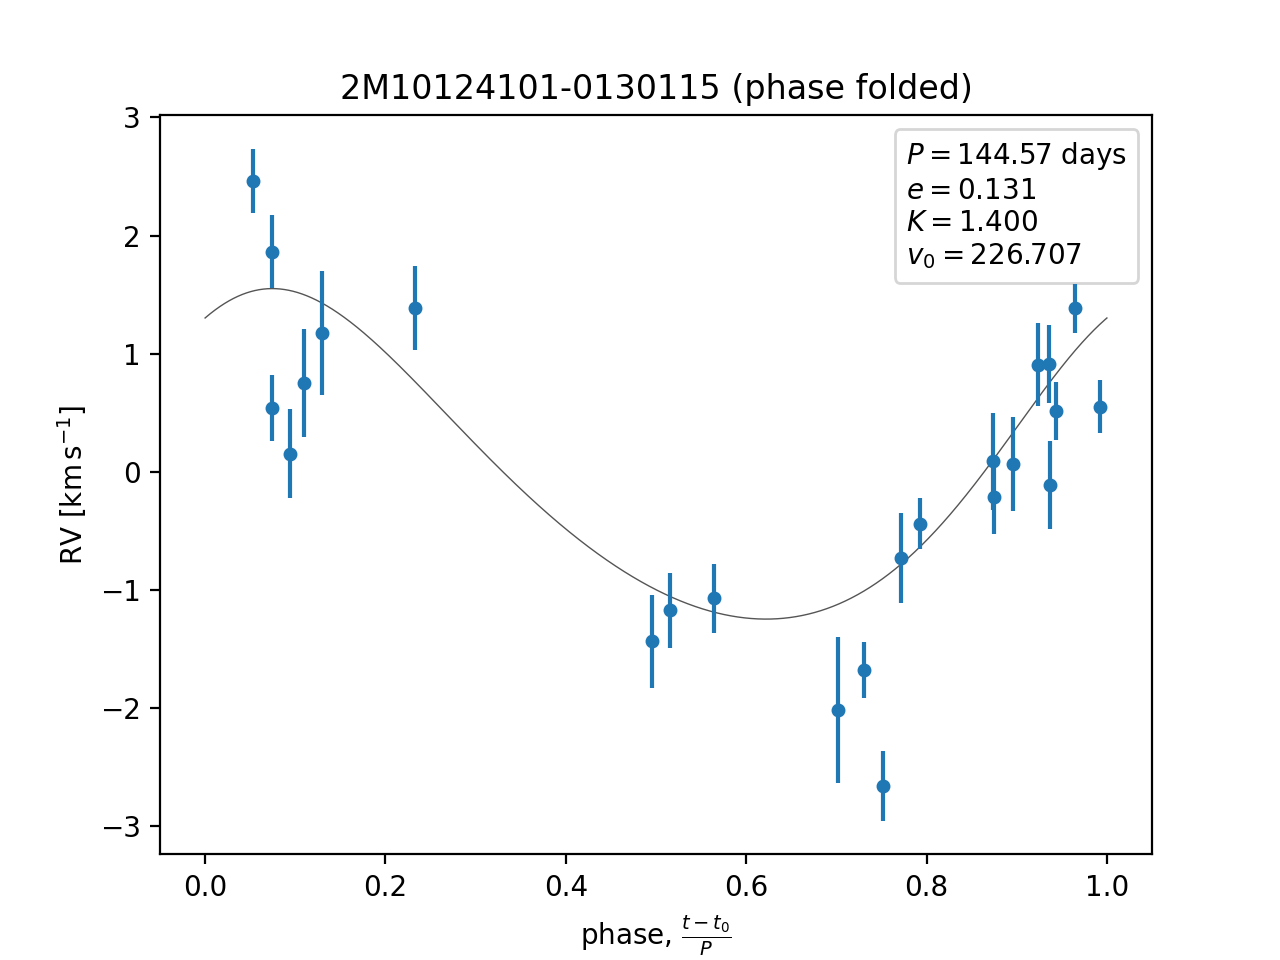 2M10124101-0130115 (phase folded)
P = 144.57 days
e = 0.131
K = 1.400
v₀ = 226.707
RV [km s⁻¹]
3
2
1
0
−1
−2
−3
0.0 0.2 0.4 0.6 0.8 1.0
phase, (t − t₀)/P